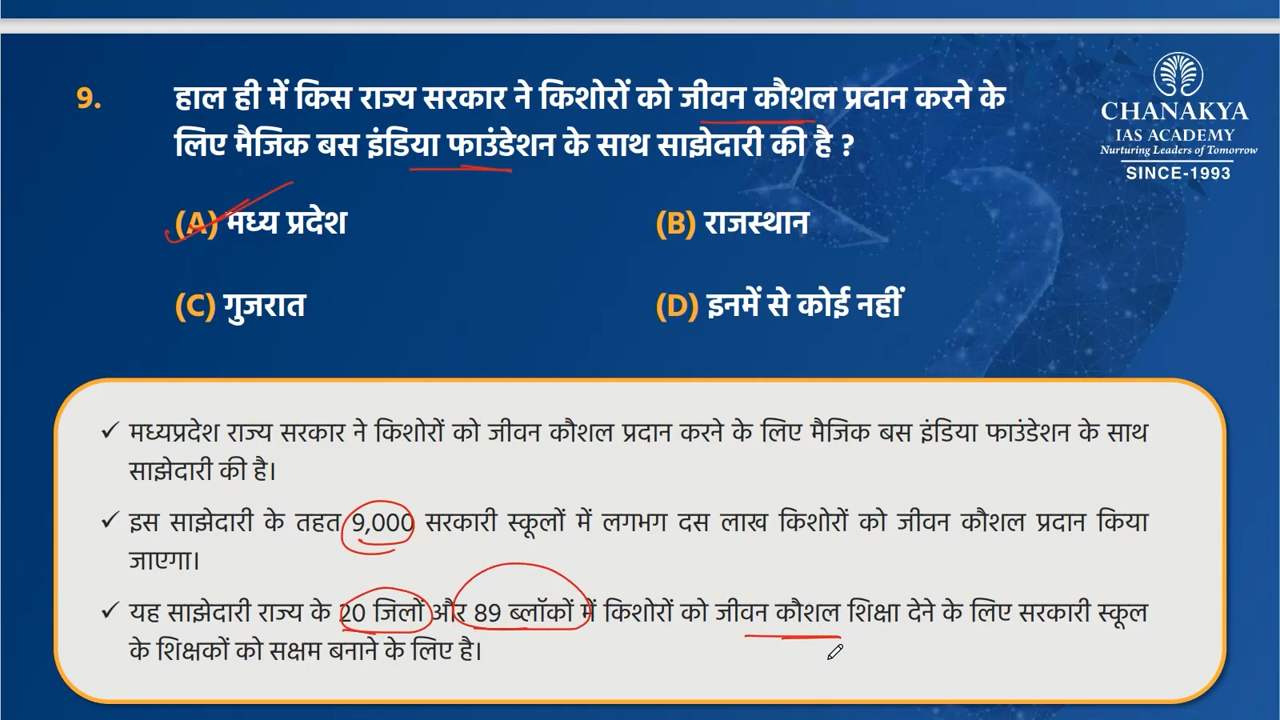 9. हाल ही में किस राज्य सरकार ने किशोरों को जीवन कौशल प्रदान करने के
लिए मैजिक बस इंडिया फाउंडेशन के साथ साझेदारी की है ?
CHANAKYA
IAS ACADEMY
Nurturing Leaders of Tomorrow
SINCE-1993
(A) मध्य प्रदेश (B) राजस्थान
(C) गुजरात (D) इनमें से कोई नहीं
✓ मध्यप्रदेश राज्य सरकार ने किशोरों को जीवन कौशल प्रदान करने के लिए मैजिक बस इंडिया फाउंडेशन के साथ
साझेदारी की है।
✓ इस साझेदारी के तहत 9,000 सरकारी स्कूलों में लगभग दस लाख किशोरों को जीवन कौशल प्रदान किया
जाएगा।
✓ यह साझेदारी राज्य के 20 जिलों और 89 ब्लॉकों में किशोरों को जीवन कौशल शिक्षा देने के लिए सरकारी स्कूल
के शिक्षकों को सक्षम बनाने के लिए है।